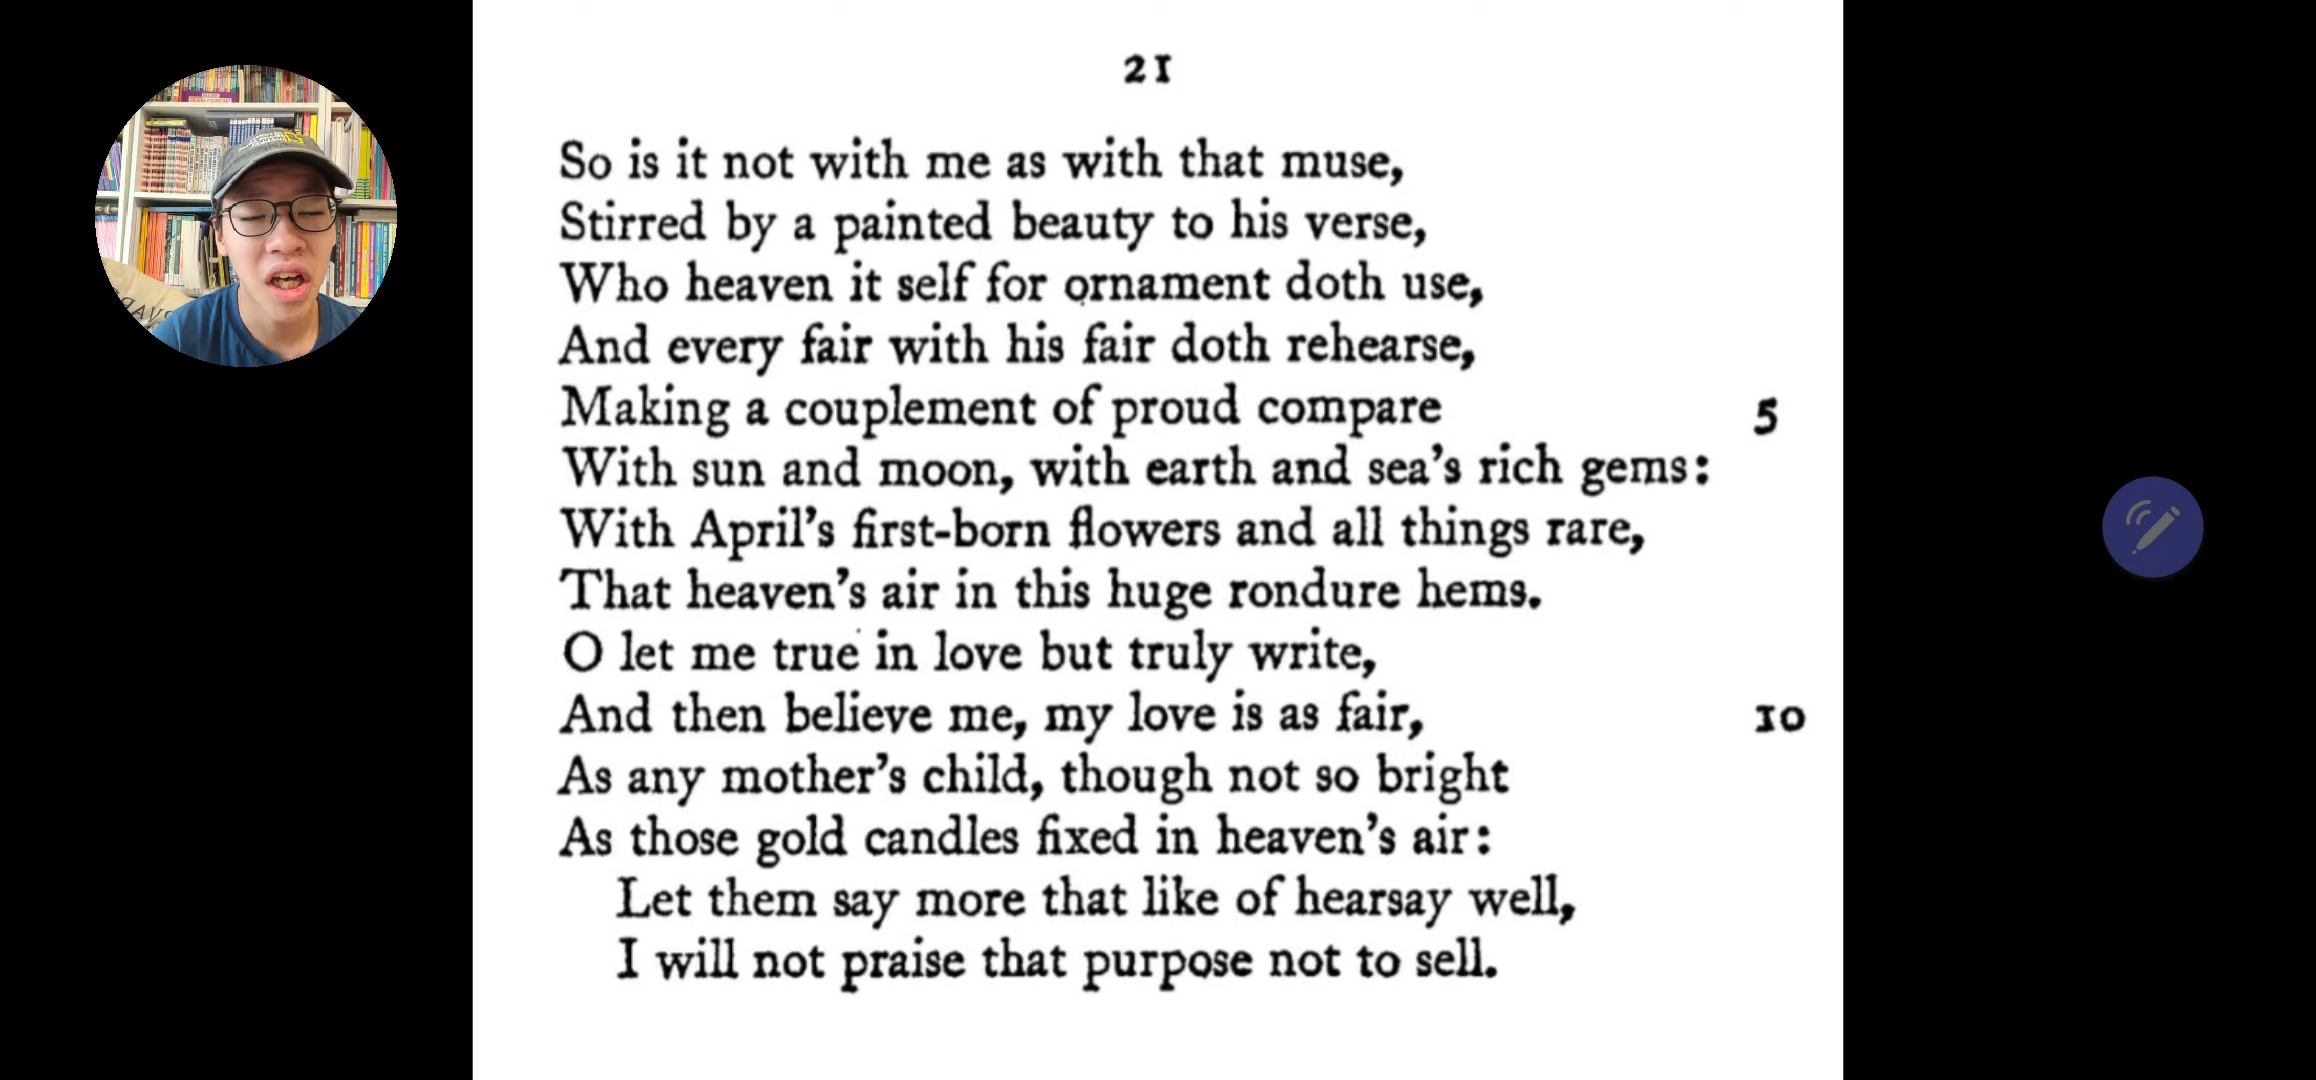 21
So is it not with me as with that muse,
Stirred by a painted beauty to his verse,
Who heaven it self for ornament doth use,
And every fair with his fair doth rehearse,
Making a couplement of proud compare
5
With sun and moon, with earth and sea's rich gems:
With April's first-born flowers and all things rare,
That heaven's air in this huge rondure hems.
O let me true in love but truly write,
And then believe me, my love is as fair,
10
As any mother's child, though not so bright
As those gold candles fixed in heaven's air:
Let them say more that like of hearsay well,
I will not praise that purpose not to sell.